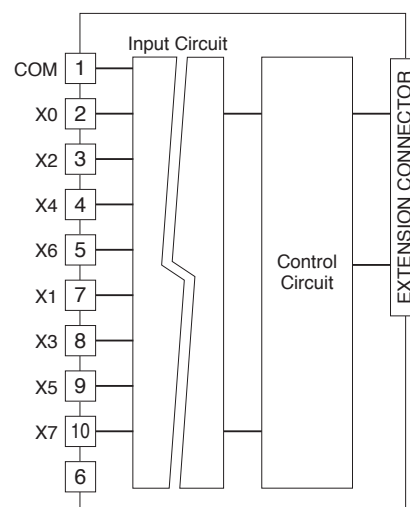 Input Circuit
COM 1
X0 2
X2 3
X4 4
X6 5
X1 7
X3 8
X5 9
X7 10
6
Control
Circuit
EXTENSION CONNECTOR